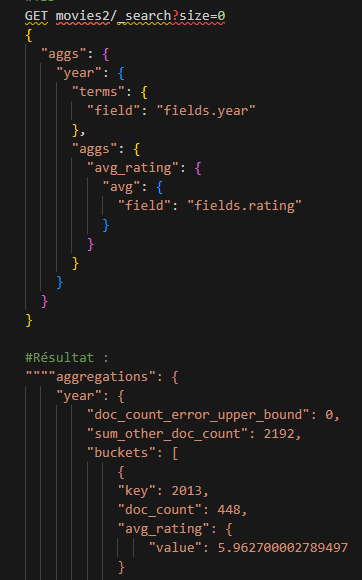 GET movies2/_search?size=0
{
  "aggs": {
    "year": {
      "terms": {
        "field": "fields.year"
      },
      "aggs": {
        "avg_rating": {
          "avg": {
            "field": "fields.rating"
          }
        }
      }
    }
  }
}

#Résultat :
""""aggregations": {
    "year": {
        "doc_count_error_upper_bound": 0,
        "sum_other_doc_count": 2192,
        "buckets": [
            {
            "key": 2013,
            "doc_count": 448,
            "avg_rating": {
                "value": 5.962700002789497
            }